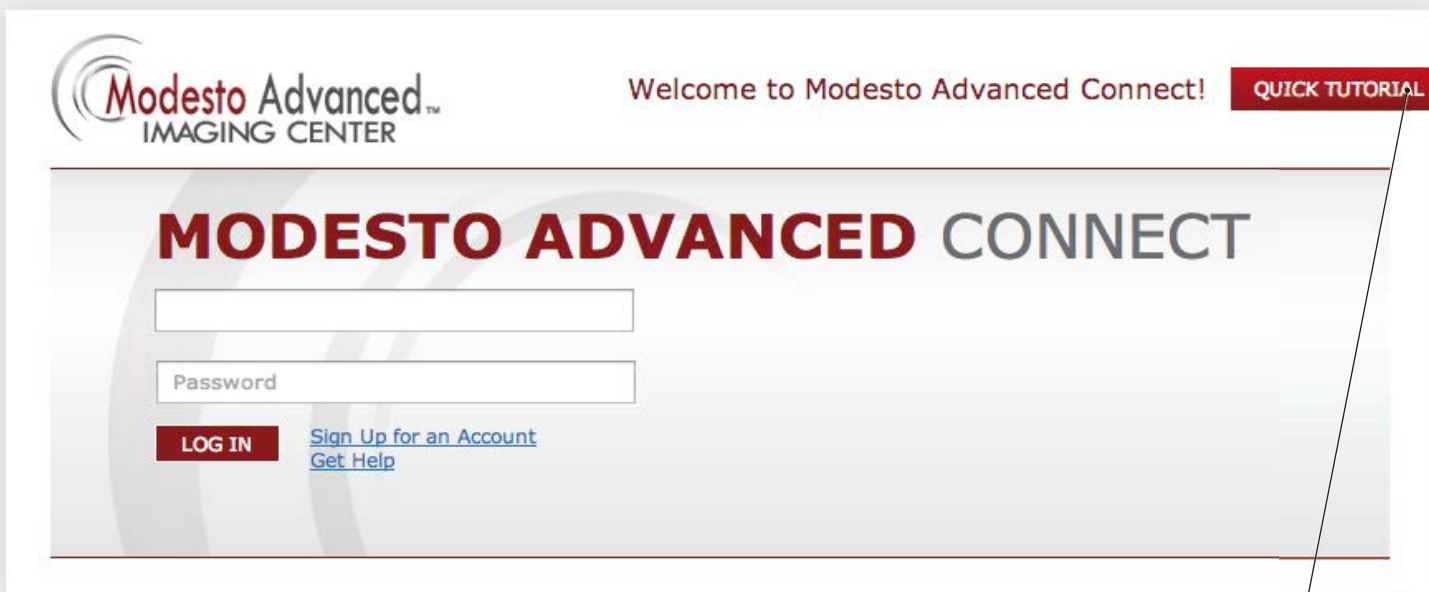 Modesto Advanced™
IMAGING CENTER
Welcome to Modesto Advanced Connect!
QUICK TUTORIAL
MODESTO ADVANCED CONNECT
Password
LOG IN
Sign Up for an Account
Get Help